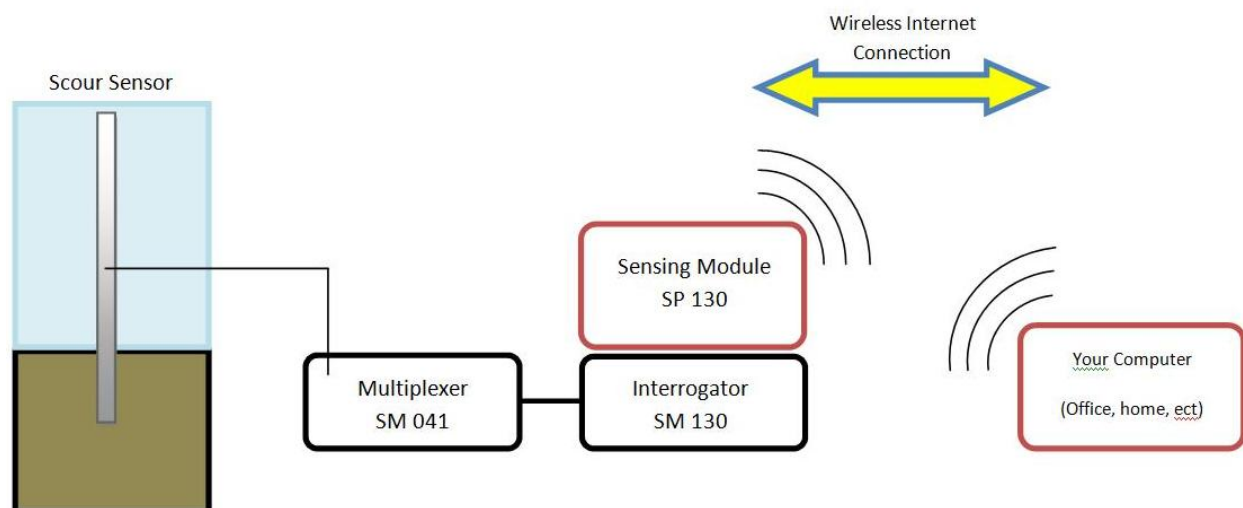 Wireless Internet
Connection
Scour Sensor
Sensing Module
SP 130
Multiplexer
SM 041
Interrogator
SM 130
Your Computer
(Office, home, ect)